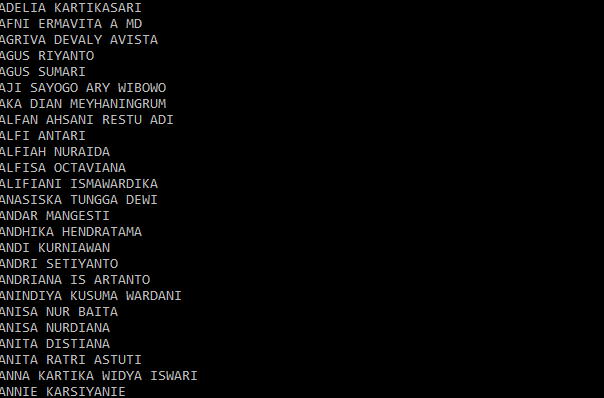 ADELIA KARTIKASARI
AFNI ERMAVITA A MD
AGRIVA DEVALY AVISTA
AGUS RIYANTO
AGUS SUMARI
AJI SAYOGO ARY WIBOWO
AKA DIAN MEYHANINGRUM
ALFAN AHSANI RESTU ADI
ALFI ANTARI
ALFIAH NURAIDA
ALFISA OCTAVIANA
ALIFIANI ISMAWARDIKA
ANASISKA TUNGGA DEWI
ANDAR MANGESTI
ANDHIKA HENDRATAMA
ANDI KURNIAWAN
ANDRI SETIYANTO
ANDRIANA IS ARTANTO
ANINDIYA KUSUMA WARDANI
ANISA NUR BAITA
ANISA NURDIANA
ANITA DISTIANA
ANITA RATRI ASTUTI
ANNA KARTIKA WIDYA ISWARI
ANNIE KARSIYANIE